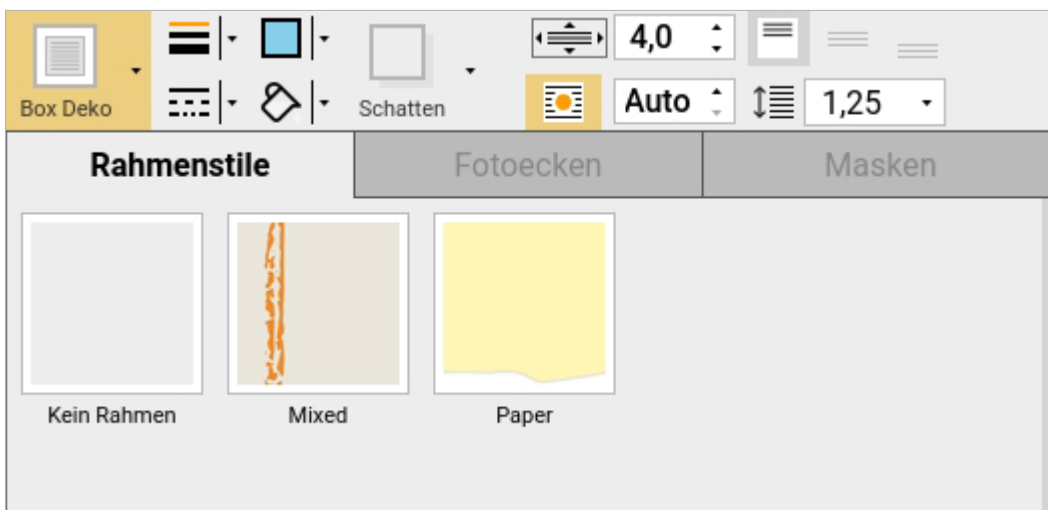 4,0
Box Deko
Schatten
Auto
1,25
Rahmenstile
Fotoecken
Masken
Kein Rahmen
Mixed
Paper